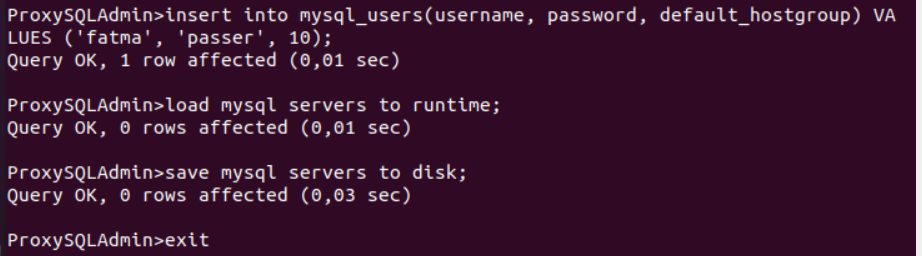 ProxySQLAdmin>insert into mysql_users(username, password, default_hostgroup) VA
LUES ('fatma', 'passer', 10);
Query OK, 1 row affected (0,01 sec)
ProxySQLAdmin>load mysql servers to runtime;
Query OK, 0 rows affected (0,01 sec)
ProxySQLAdmin>save mysql servers to disk;
Query OK, 0 rows affected (0,03 sec)
ProxySQLAdmin>exit